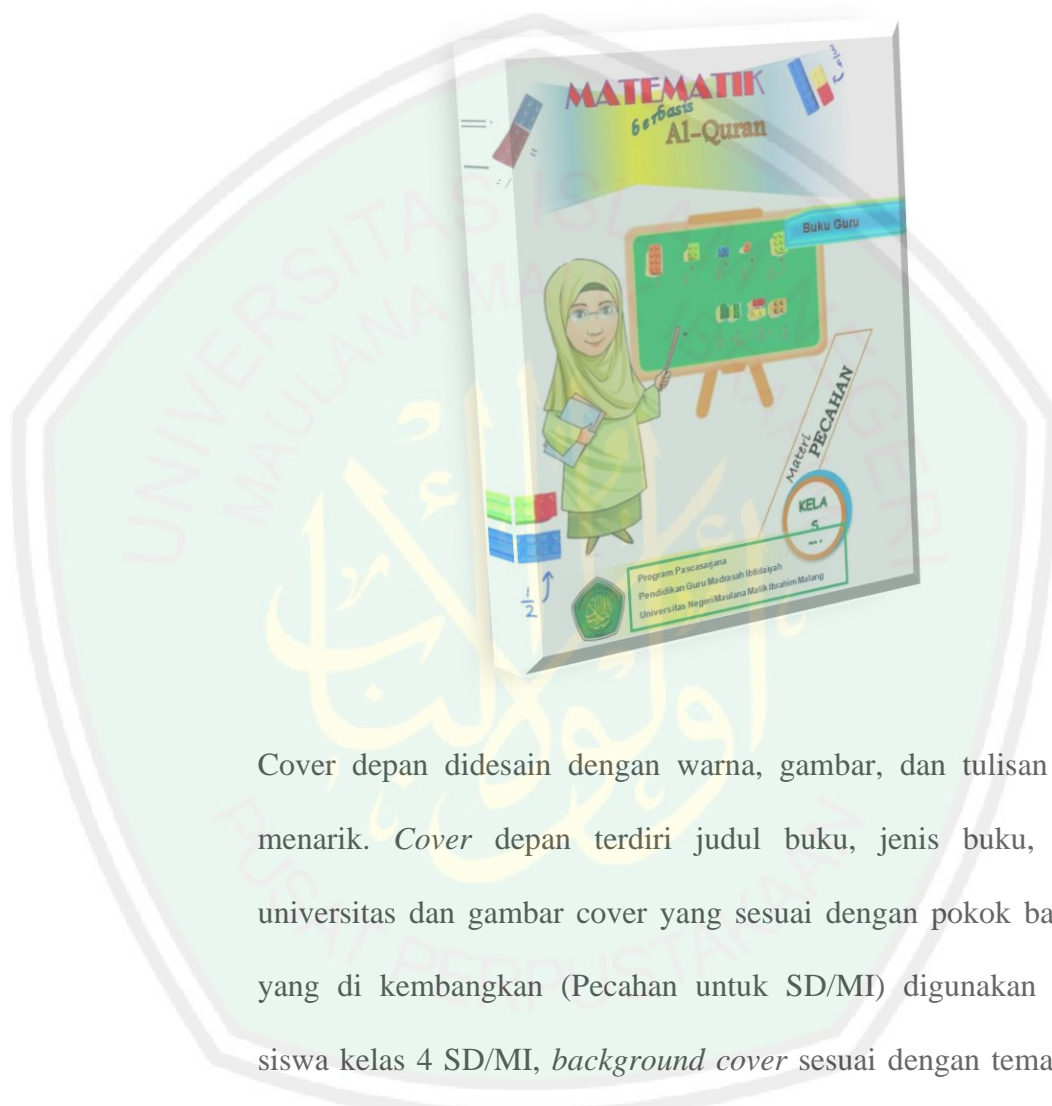 MATEMATIK
berbasis
Al-Quran
Buku Guru
Materi
PECAHAN
KELA
5
Program Pascasarjana
Pendidikan Guru Madrasah Ibtidaiyah
Universitas Negeri Maulana Malik Ibrahim Malang
1/2
Cover depan didesain dengan warna, gambar, dan tulisan
menarik. Cover depan terdiri judul buku, jenis buku,
universitas dan gambar cover yang sesuai dengan pokok ba
yang di kembangkan (Pecahan untuk SD/MI) digunakan
siswa kelas 4 SD/MI, background cover sesuai dengan tema
PUSAT PERPUSTAKAAN